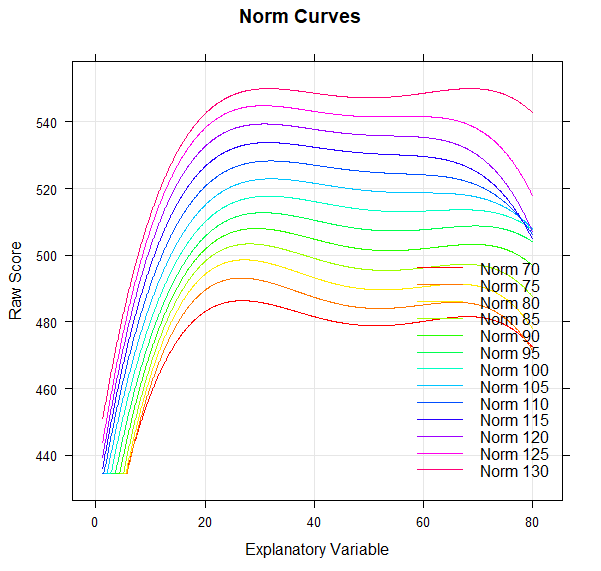 Norm Curves
540
520
500
480
460
440
Raw Score
0
20
40
60
80
Explanatory Variable
Norm 70
Norm 75
Norm 80
Norm 85
Norm 90
Norm 95
Norm 100
Norm 105
Norm 110
Norm 115
Norm 120
Norm 125
Norm 130